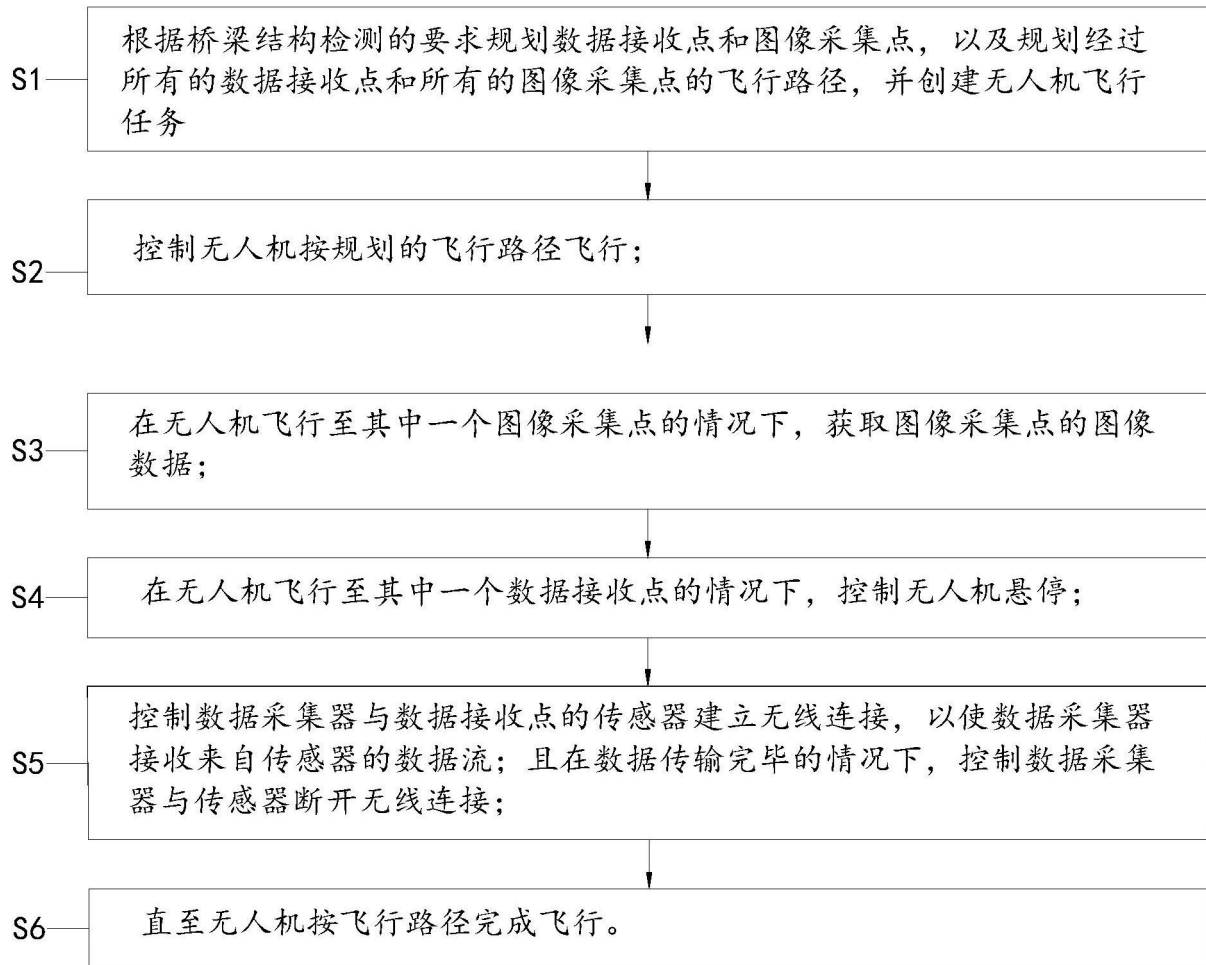 S1
根据桥梁结构检测的要求规划数据接收点和图像采集点，以及规划经过
所有的数据接收点和所有的图像采集点的飞行路径，并创建无人机飞行
任务
S2
控制无人机按规划的飞行路径飞行；
S3
在无人机飞行至其中一个图像采集点的情况下，获取图像采集点的图像
数据；
S4
在无人机飞行至其中一个数据接收点的情况下，控制无人机悬停；
S5
控制数据采集器与数据接收点的传感器建立无线连接，以使数据采集器
接收来自传感器的数据流；且在数据传输完毕的情况下，控制数据采集
器与传感器断开无线连接；
S6
直至无人机按飞行路径完成飞行。